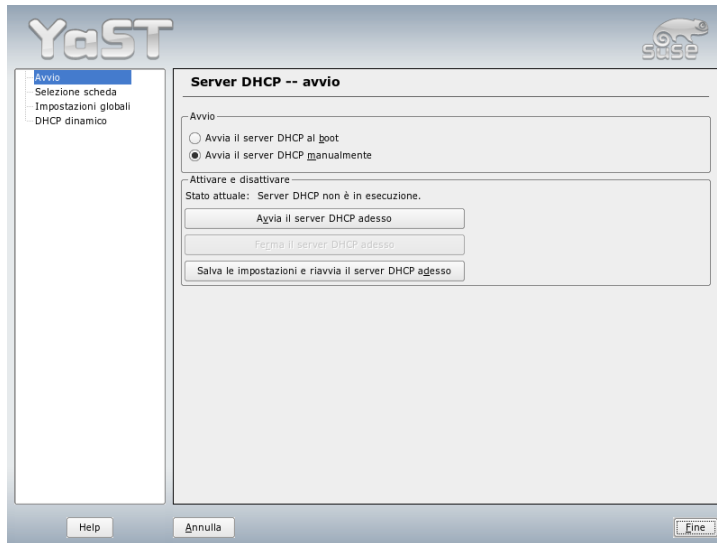 YaST
SUSE
Avvio
Selezione scheda
Impostazioni globali
DHCP dinamico
Server DHCP -- avvio
Avvio
Avvia il server DHCP al boot
Avvia il server DHCP manualmente
Attivare e disattivare
Stato attuale: Server DHCP non è in esecuzione.
Avvia il server DHCP adesso
Ferma il server DHCP adesso
Salva le impostazioni e riavvia il server DHCP adesso
Help
Annulla
Fine